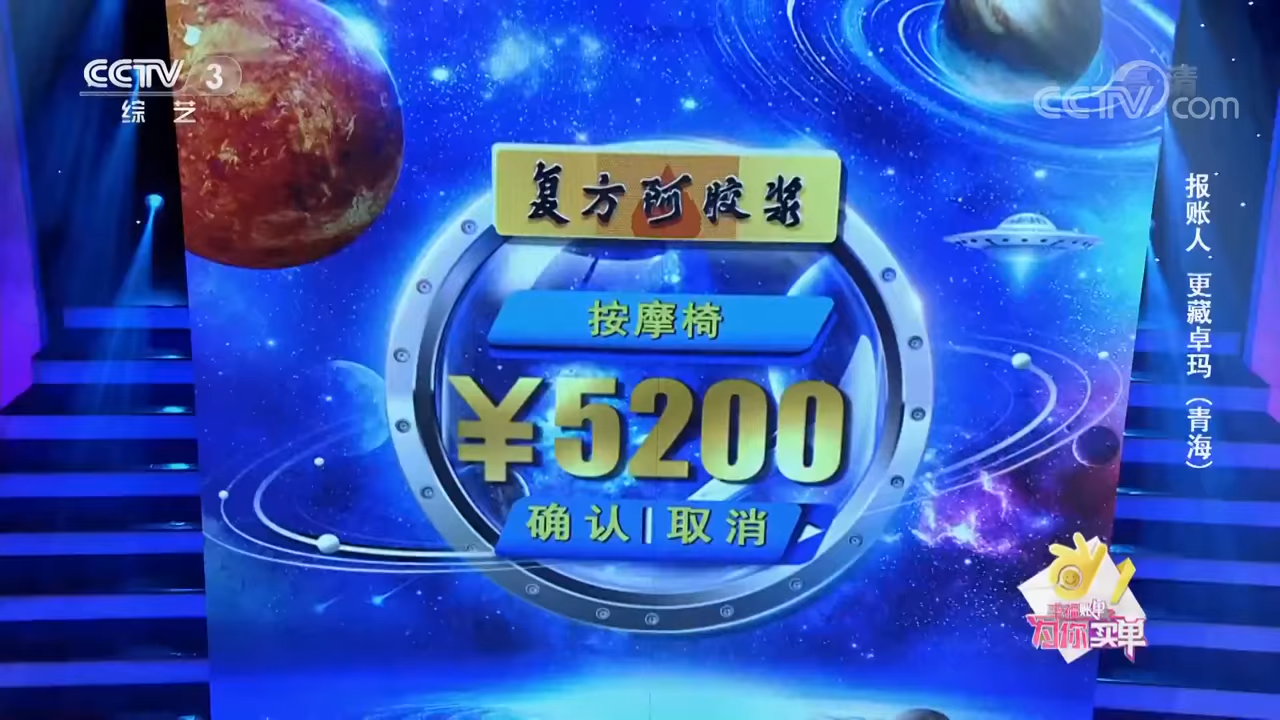 CCTV 3
综艺
高清
CCTV.com
复方阿胶浆
按摩椅
¥5200
确认|取消
报账人 更藏卓玛（青海）
幸福账单
为你买单